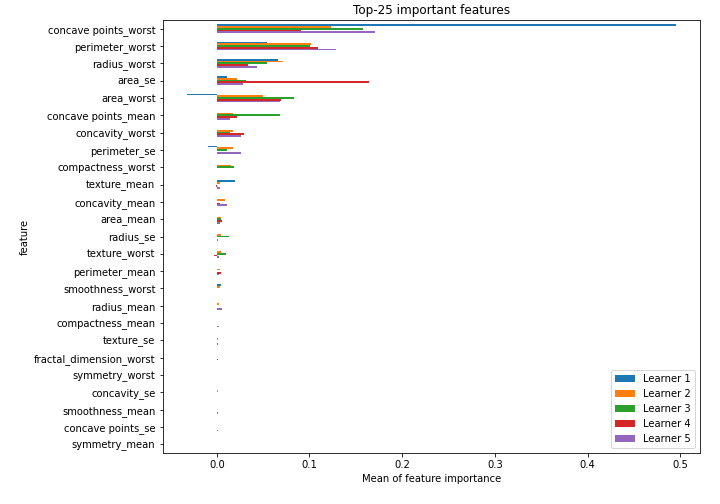 Top-25 important features
concave points_worst
perimeter_worst
radius_worst
area_se
area_worst
concave points_mean
concavity_worst
perimeter_se
compactness_worst
texture_mean
concavity_mean
area_mean
radius_se
texture_worst
perimeter_mean
smoothness_worst
radius_mean
compactness_mean
texture_se
fractal_dimension_worst
symmetry_worst
concavity_se
smoothness_mean
concave points_se
symmetry_mean
feature
Learner 1
Learner 2
Learner 3
Learner 4
Learner 5
0.0 0.1 0.2 0.3 0.4 0.5
Mean of feature importance